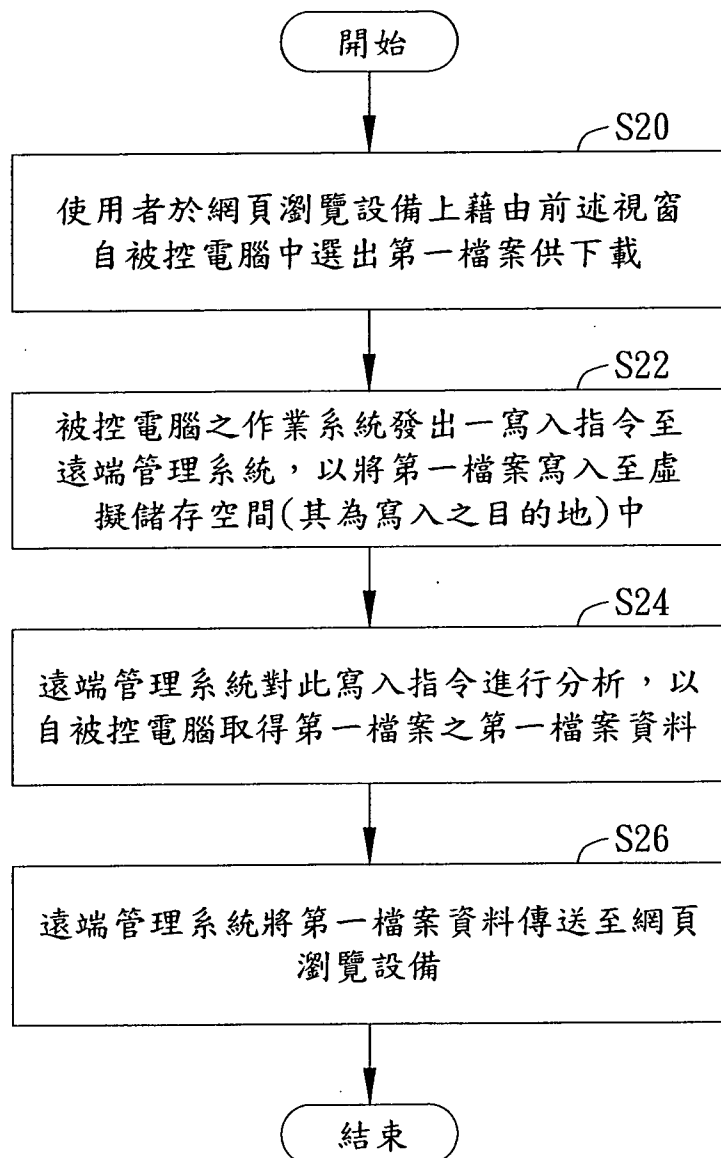 開始
S20
使用者於網頁瀏覽設備上藉由前述視窗
自被控電腦中選出第一檔案供下載
S22
被控電腦之作業系統發出一寫入指令至
遠端管理系統，以將第一檔案寫入至虛
擬儲存空間(其為寫入之目的地)中
S24
遠端管理系統對此寫入指令進行分析，以
自被控電腦取得第一檔案之第一檔案資料
S26
遠端管理系統將第一檔案資料傳送至網頁
瀏覽設備
結束